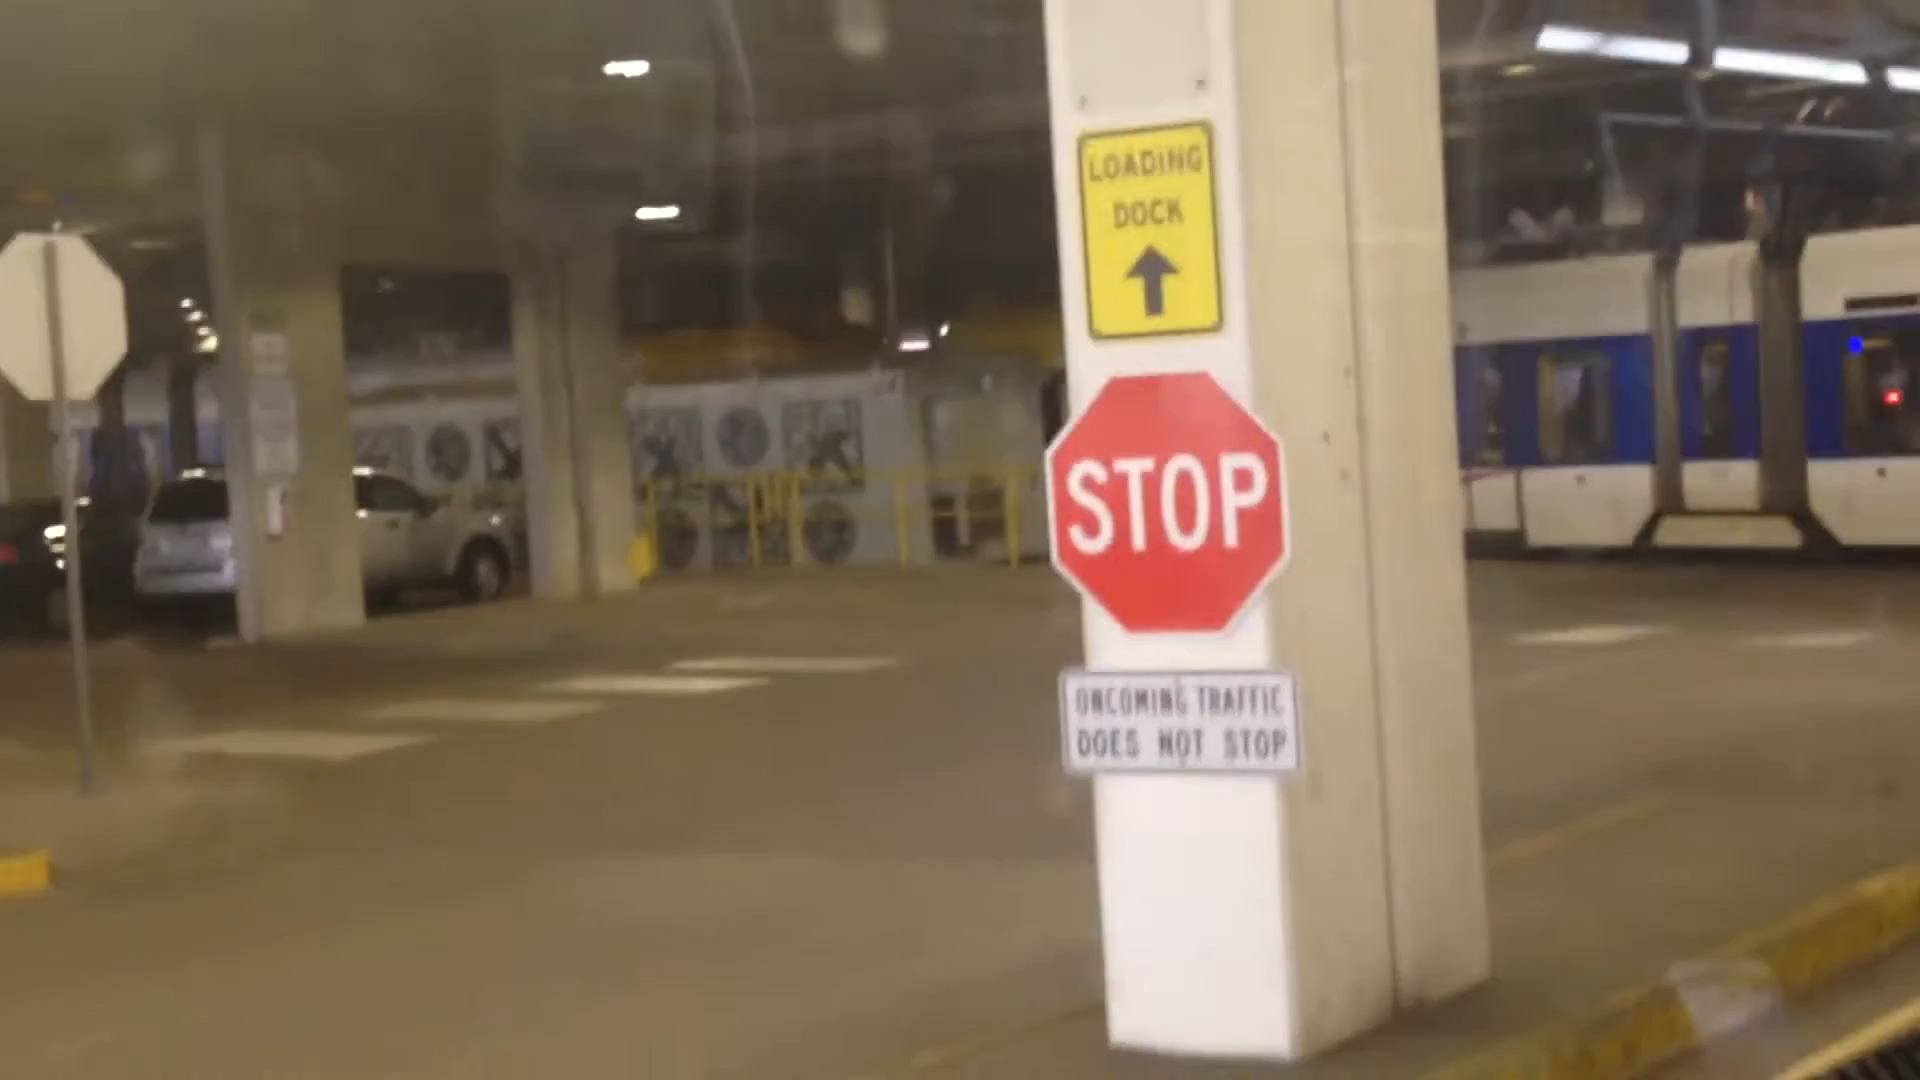 LOADING
DOCK
STOP
ONCOMING TRAFFIC
DOES NOT STOP